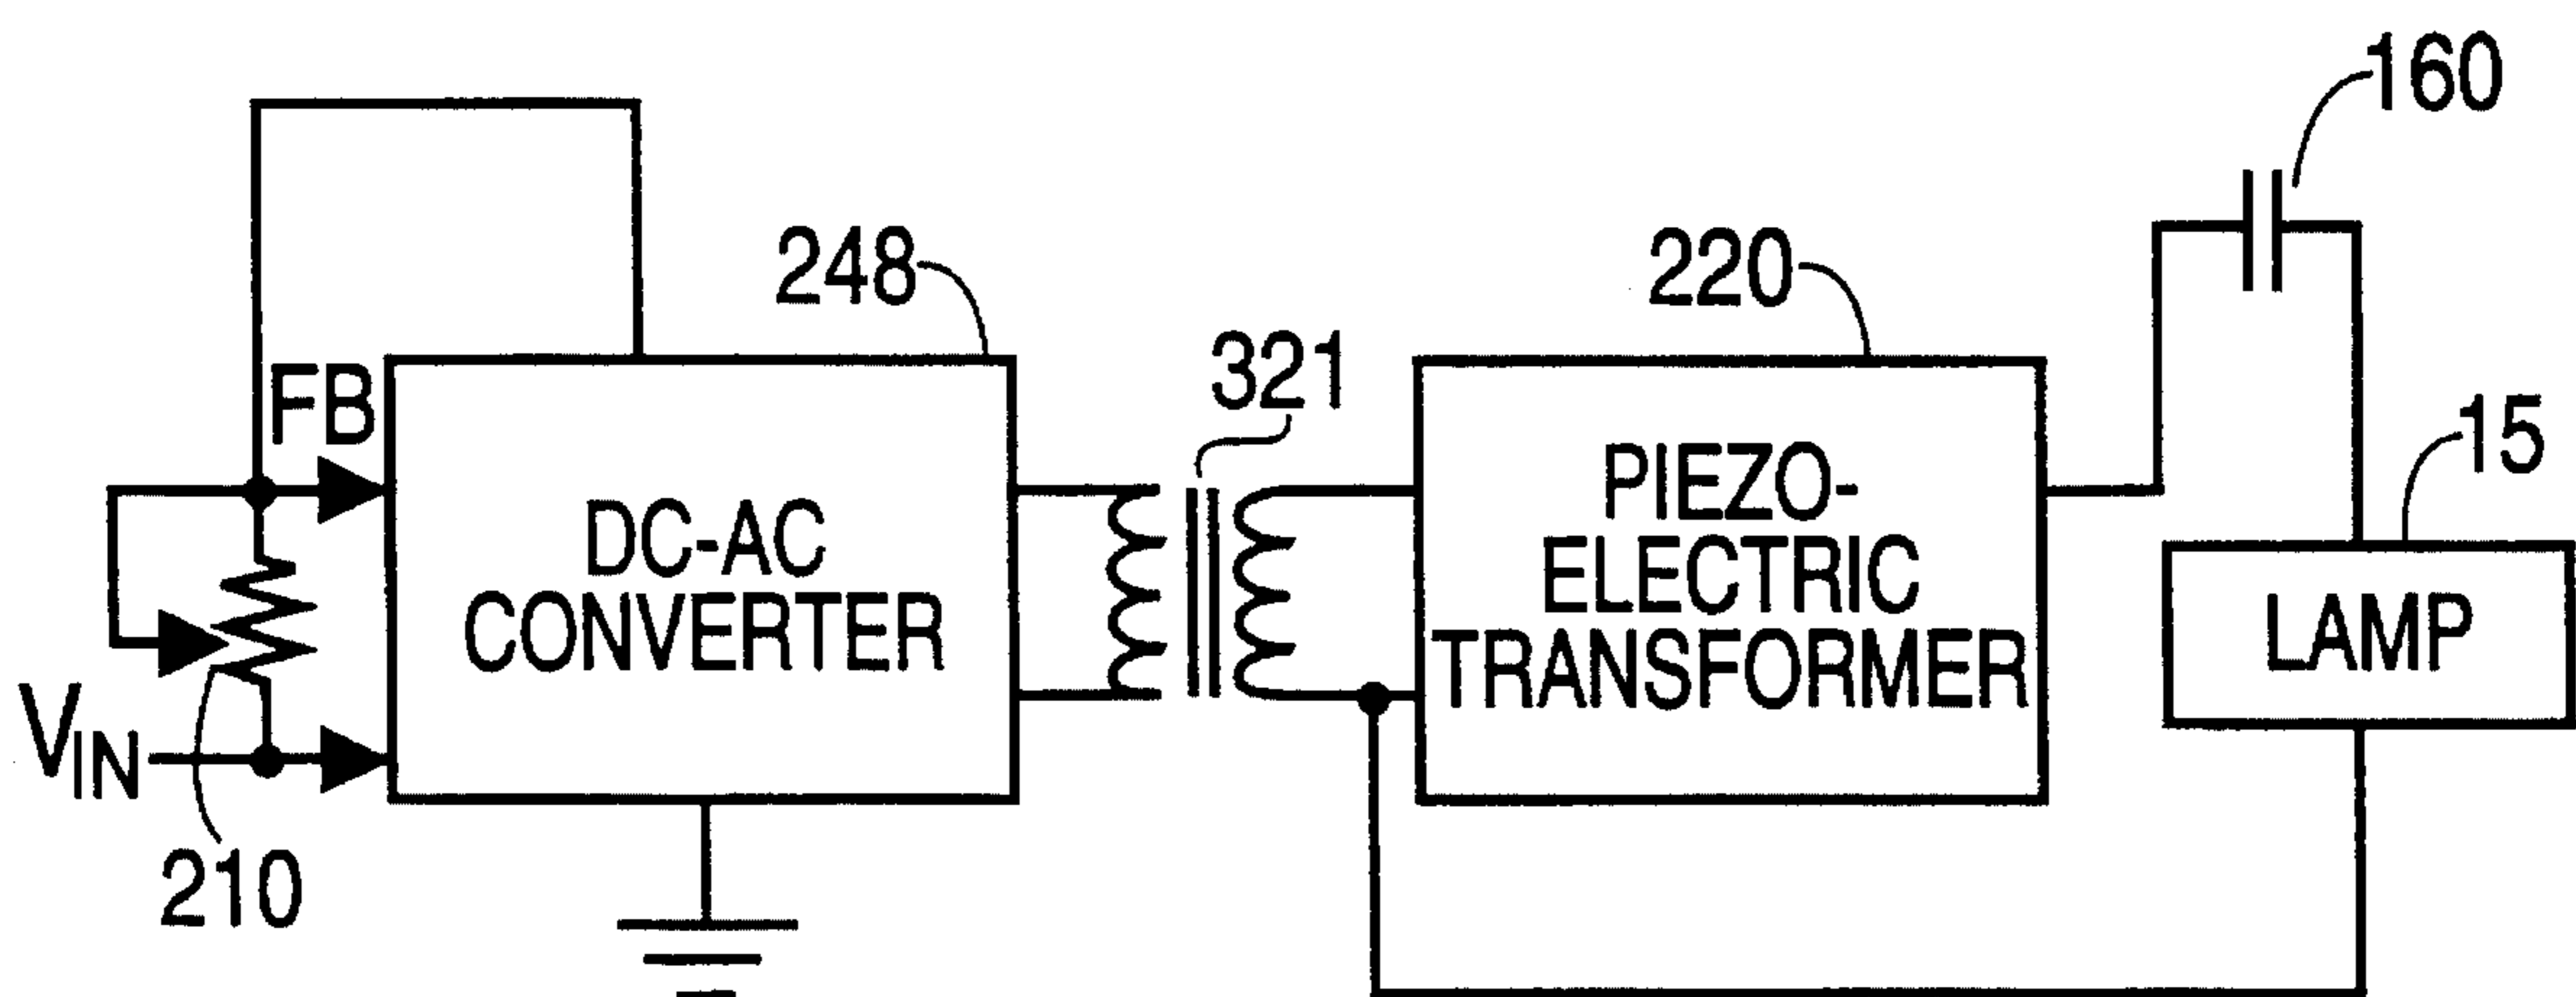 160
248
220
321
FB
15
DC-AC
CONVERTER
PIEZO-
ELECTRIC
TRANSFORMER
LAMP
VIN
210